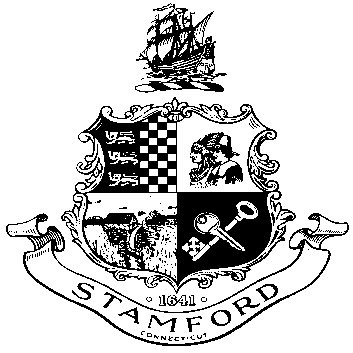 ◦ 1641 ◦
STAMFORD
CONNECTICUT